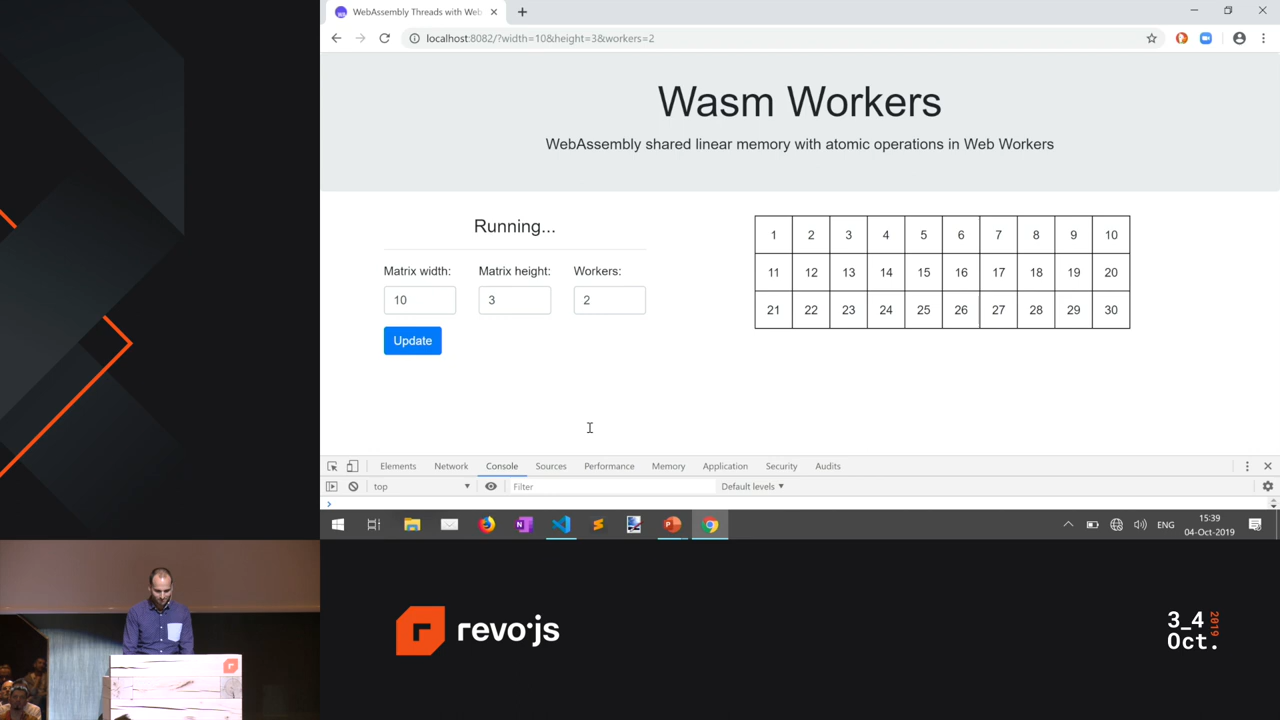 WebAssembly Threads with Web
localhost:8082/?width=10&height=3&workers=2
Wasm Workers
WebAssembly shared linear memory with atomic operations in Web Workers
Running...
Matrix width:
Matrix height:
Workers:
10
3
2
Update
1 2 3 4 5 6 7 8 9 10
11 12 13 14 15 16 17 18 19 20
21 22 23 24 25 26 27 28 29 30
Elements Network Console Sources Performance Memory Application Security Audits
top Filter Default levels
ENG
15:39
04-Oct-2019
r revo·js
3_4 2019
Oct.